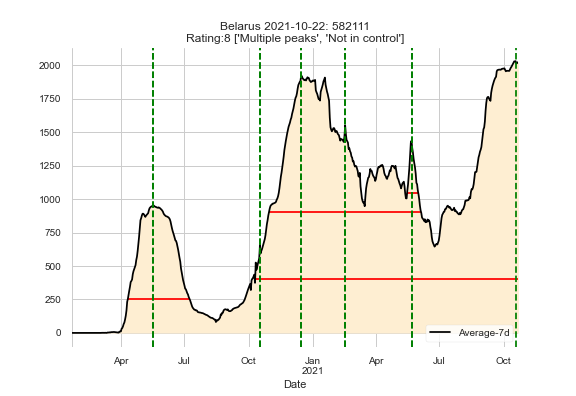 Belarus 2021-10-22: 582111
Rating:8 ['Multiple peaks', 'Not in control']
2000
1750
1500
1250
1000
750
500
250
0
Average-7d
Apr Jul Oct Jan Apr Jul Oct
2021
Date